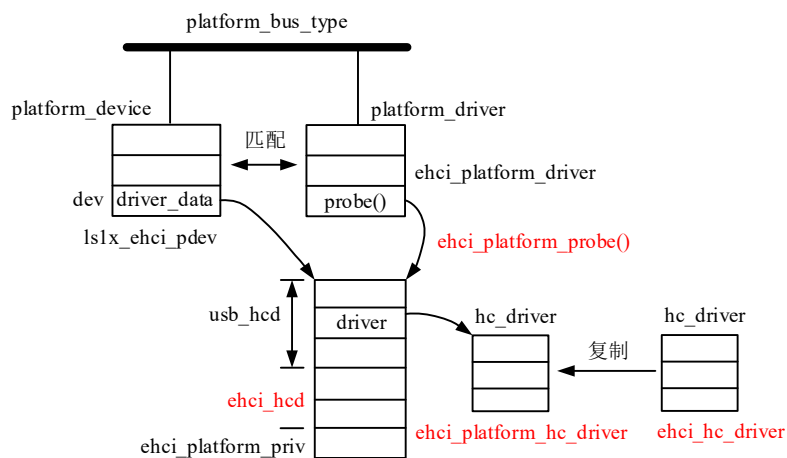 platform_bus_type
platform_device
platform_driver
匹配
ehci_platform_driver
dev
driver_data
probe()
ls1x_ehci_pdev
ehci_platform_probe()
usb_hcd
driver
hc_driver
hc_driver
复制
ehci_hcd
ehci_platform_hc_driver
ehci_hc_driver
ehci_platform_priv